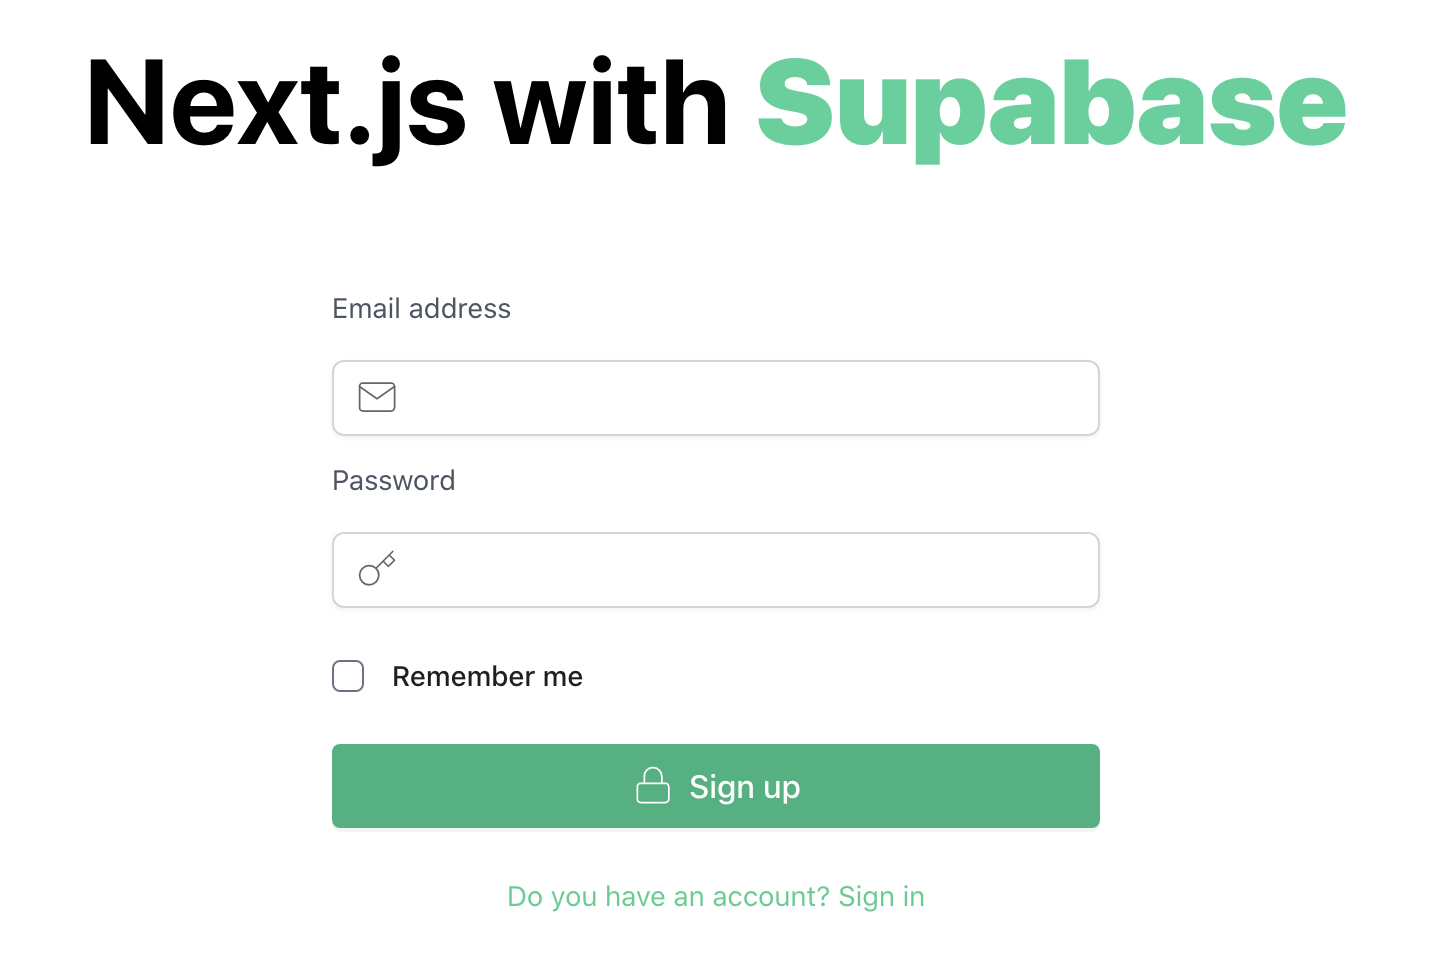 Next.js with Supabase
Email address
Password
Remember me
Sign up
Do you have an account? Sign in